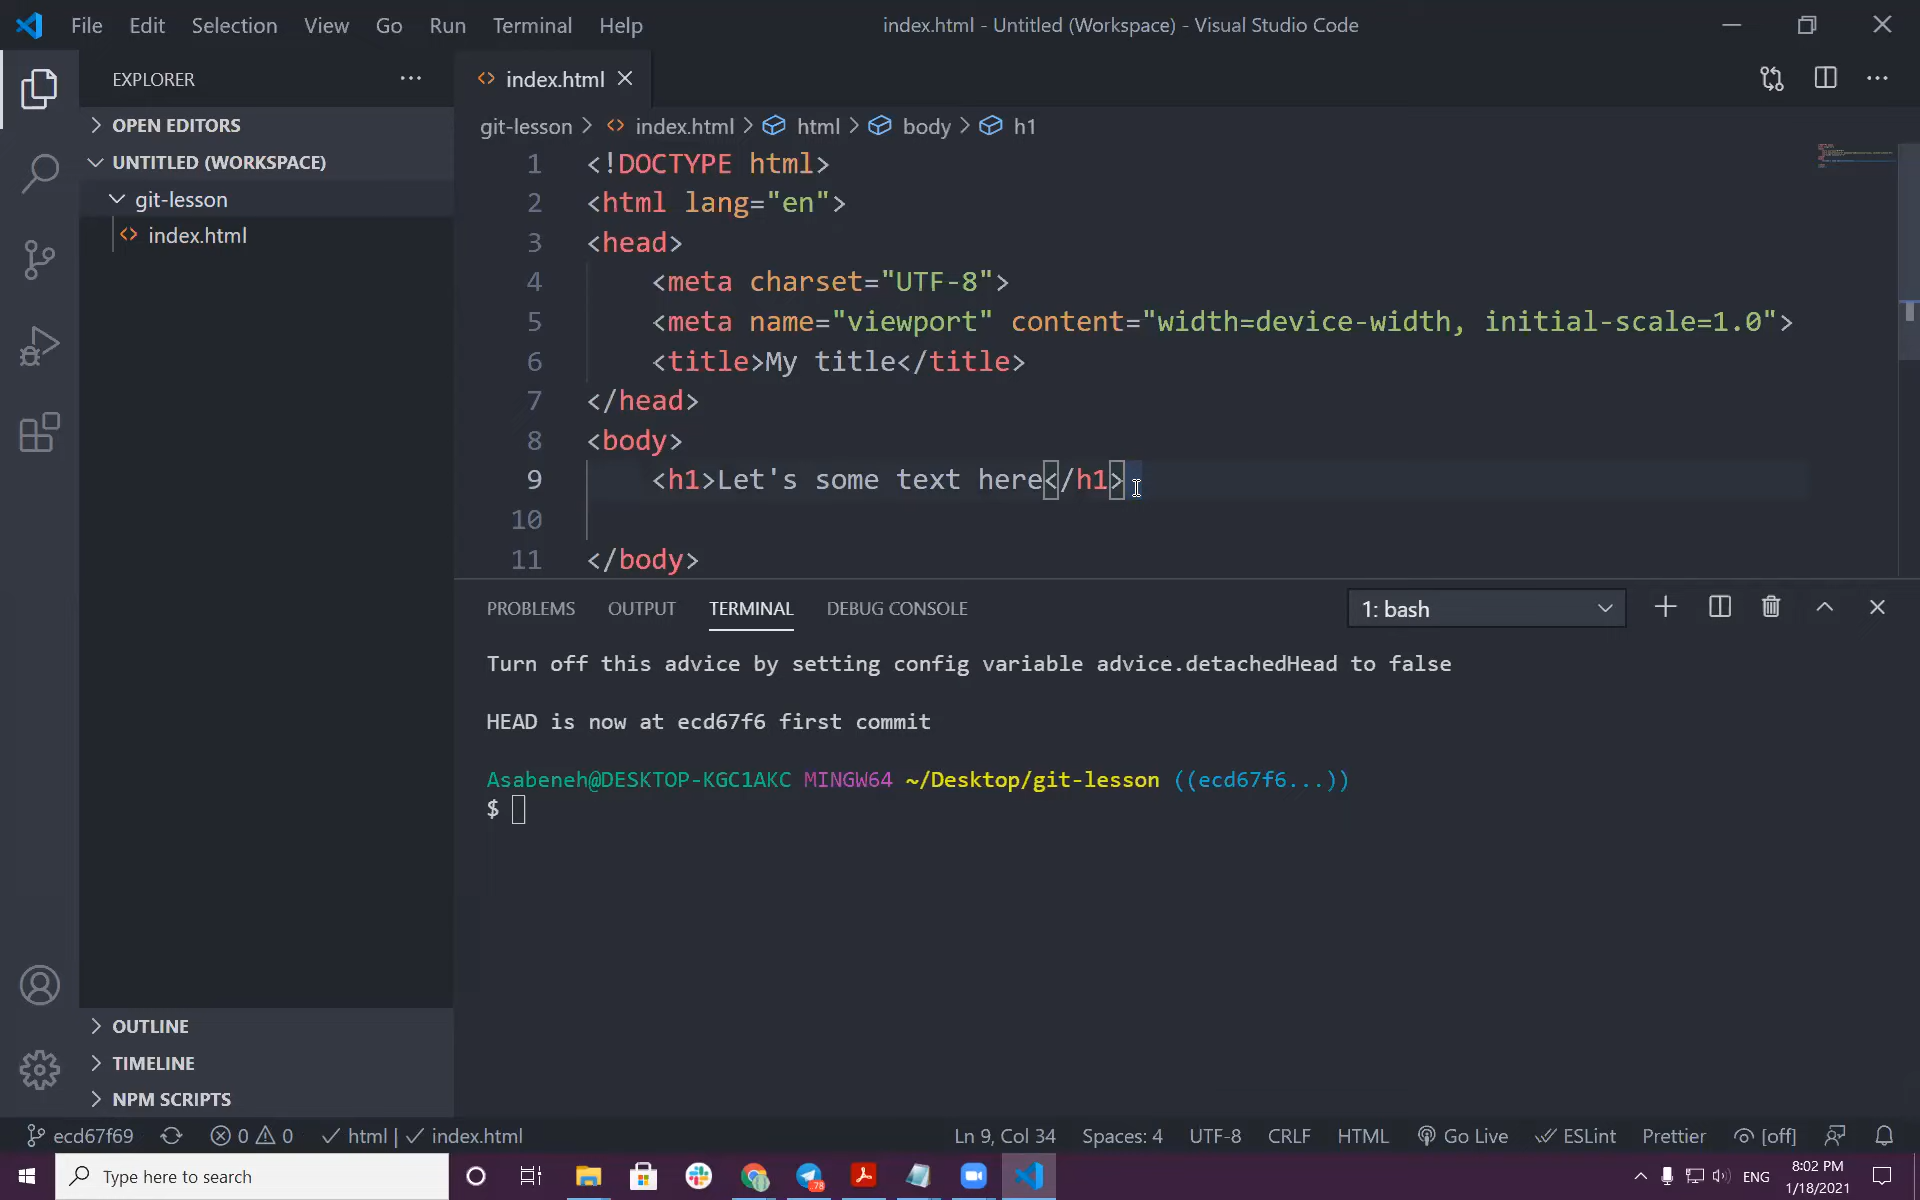 File Edit Selection View Go Run Terminal Help
index.html - Untitled (Workspace) - Visual Studio Code
EXPLORER
OPEN EDITORS
UNTITLED (WORKSPACE)
git-lesson
index.html
OUTLINE
TIMELINE
NPM SCRIPTS
index.html
git-lesson > index.html > html > body > h1
1 <!DOCTYPE html>
2 <html lang="en">
3 <head>
4 <meta charset="UTF-8">
5 <meta name="viewport" content="width=device-width, initial-scale=1.0">
6 <title>My title</title>
7 </head>
8 <body>
9 <h1>Let's some text here</h1>
10
11 </body>
PROBLEMS OUTPUT TERMINAL DEBUG CONSOLE
1: bash
Turn off this advice by setting config variable advice.detachedHead to false
HEAD is now at ecd67f6 first commit
Asabeneh@DESKTOP-KGC1AKC MINGW64 ~/Desktop/git-lesson ((ecd67f6...))
$
ecd67f69 0 0 html | index.html
Ln 9, Col 34 Spaces: 4 UTF-8 CRLF HTML Go Live ESLint Prettier [off]
Type here to search
78
ENG
8:02 PM
1/18/2021